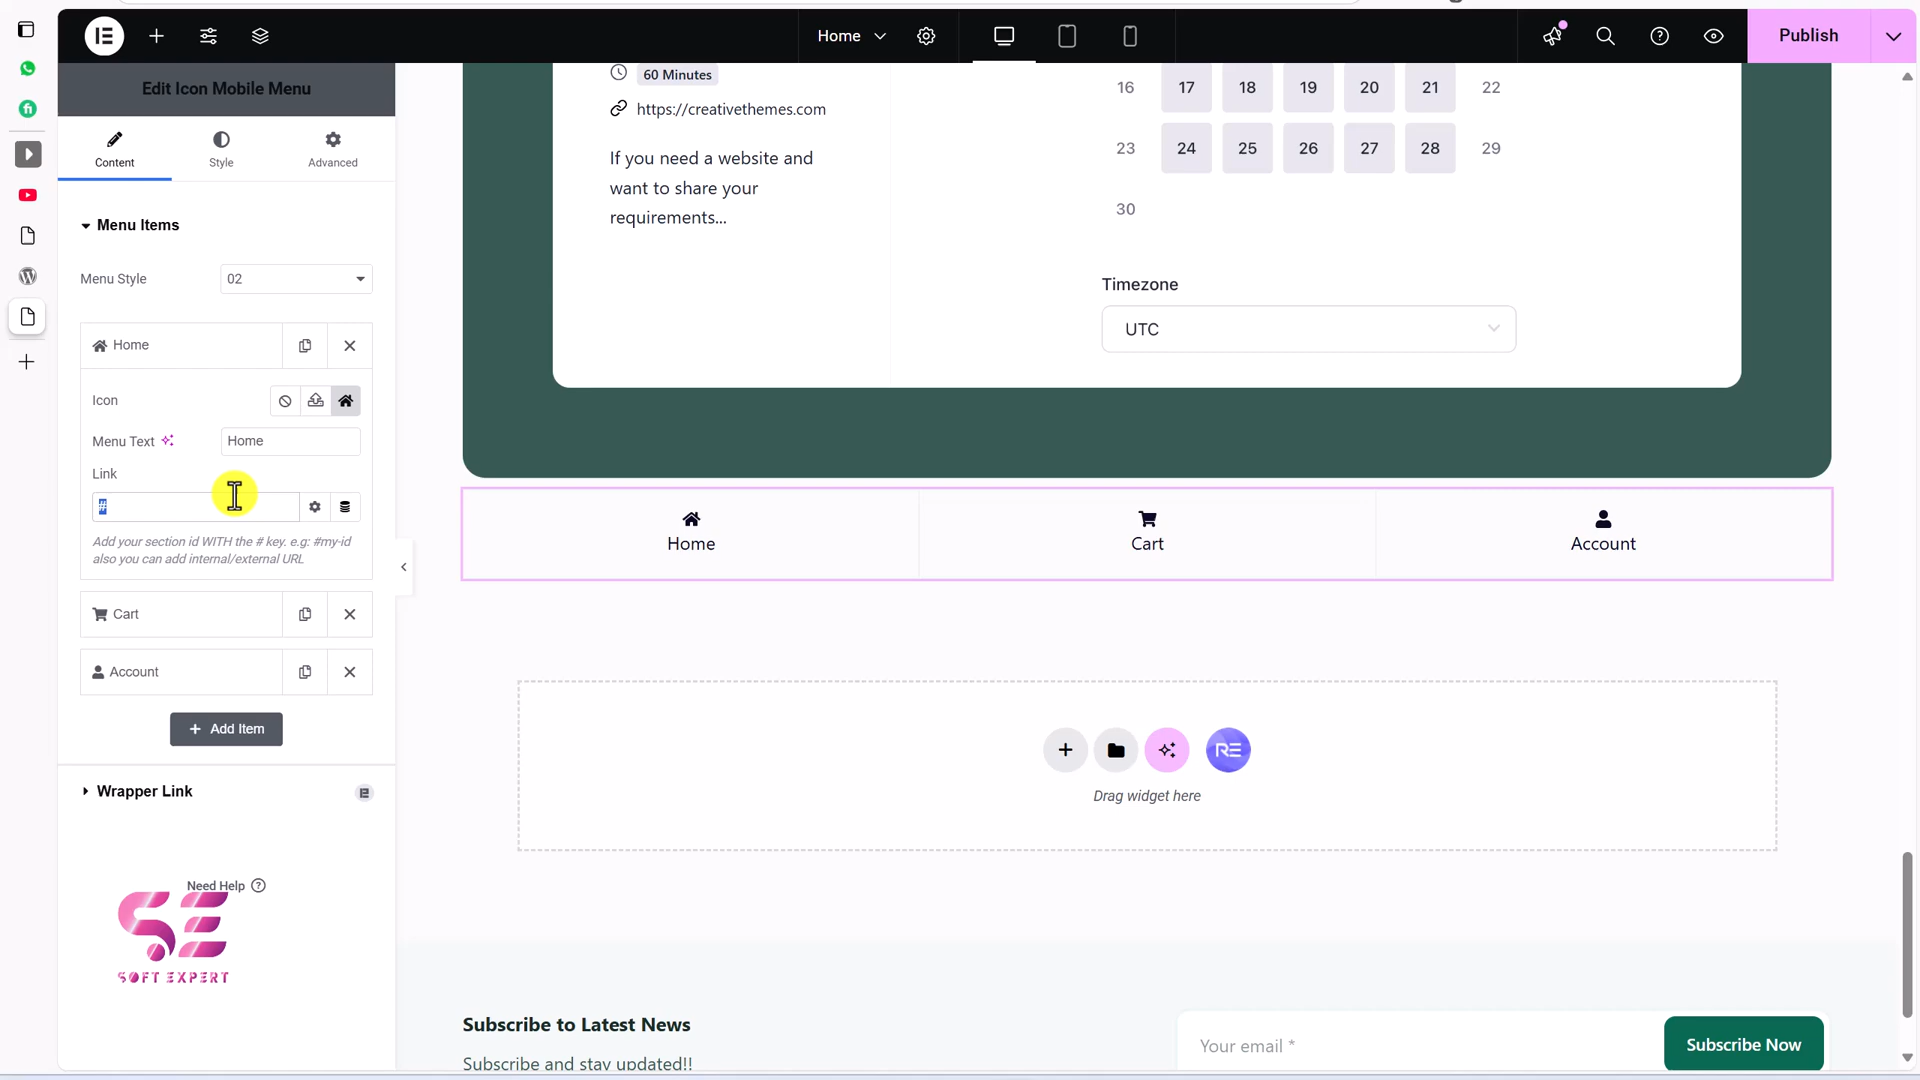 Home
Publish
Edit Icon Mobile Menu
Content
Style
Advanced
Menu Items
Menu Style
02
Home
Icon
Menu Text
Home
Link
#
Add your section id WITH the # key. e.g: #my-id
also you can add internal/external URL
Cart
Account
+ Add Item
Wrapper Link
Need Help ?
SE
SOFT EXPERT
60 Minutes
https://creativethemes.com
If you need a website and
want to share your
requirements...
16 17 18 19 20 21 22
23 24 25 26 27 28 29
30
Timezone
UTC
Home
Cart
Account
RE
Drag widget here
Subscribe to Latest News
Subscribe and stay updated!!
Your email *
Subscribe Now